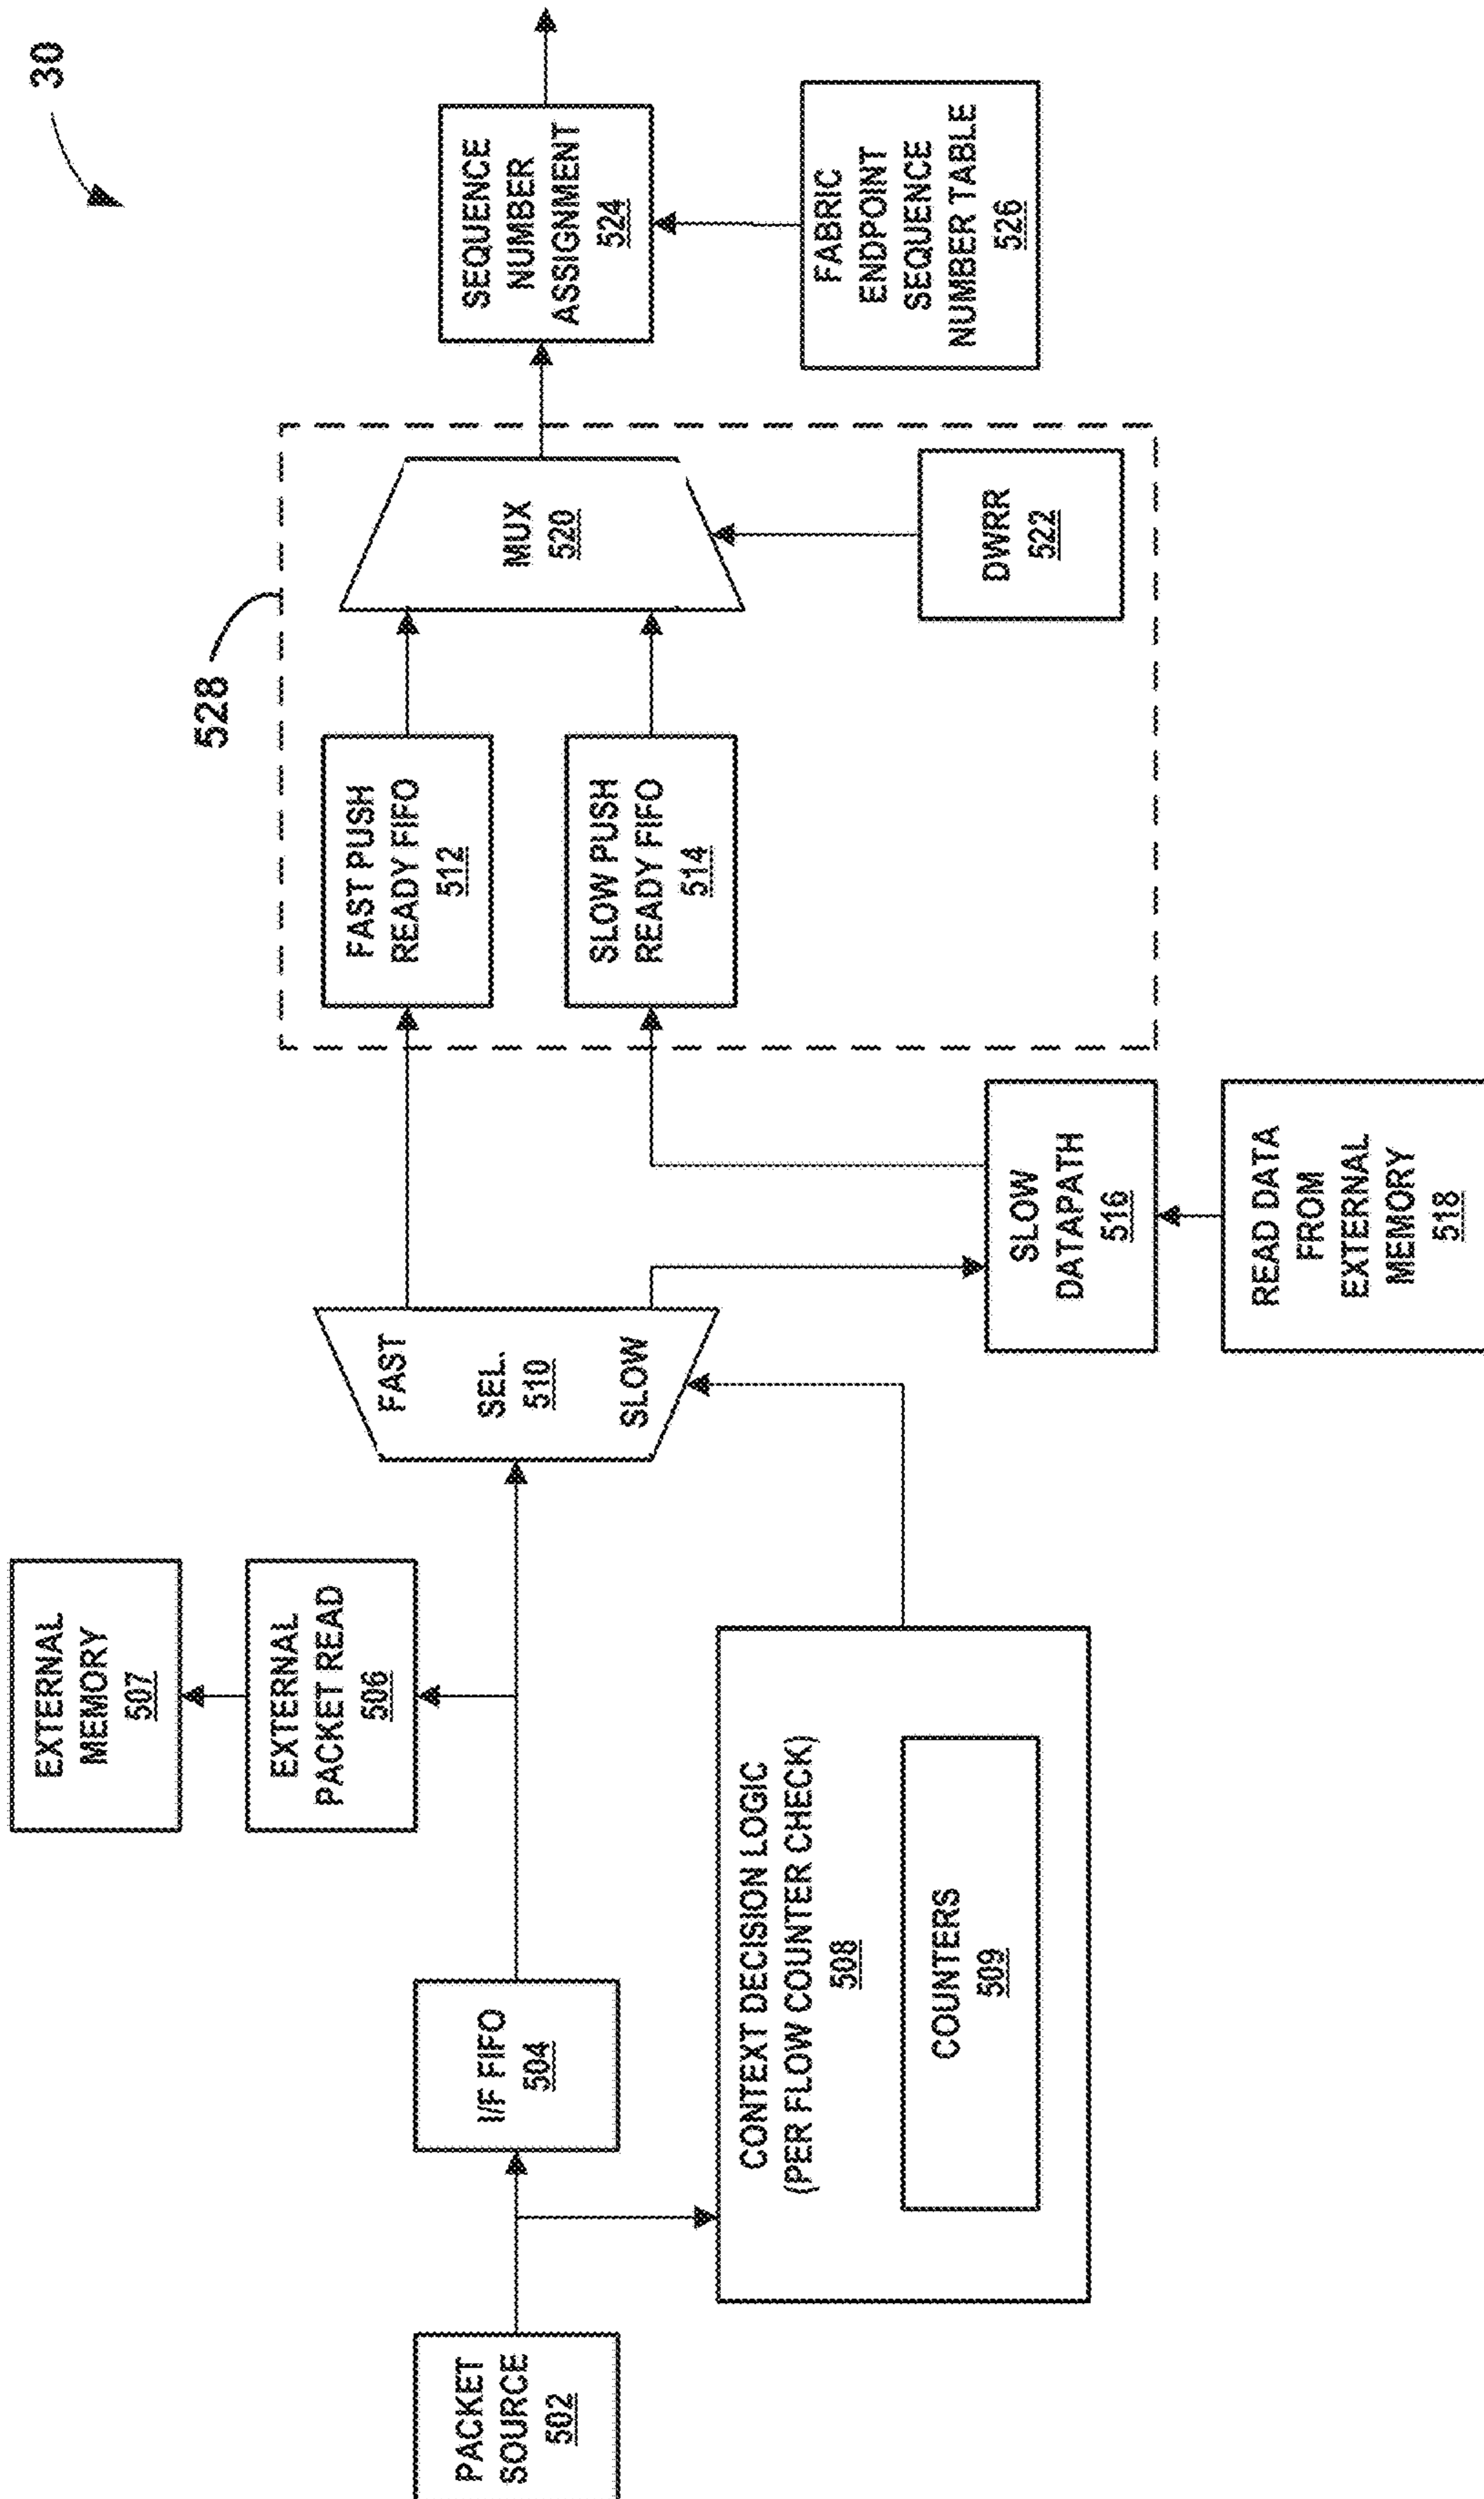 30
EXTERNAL
MEMORY
507
EXTERNAL
PACKET READ
506
528
PACKET
SOURCE
502
I/F FIFO
504
FAST
SEL.
510
SLOW
FAST PUSH
READY FIFO
512
SLOW PUSH
READY FIFO
514
MUX
520
SEQUENCE
NUMBER
ASSIGNMENT
524
CONTEXT DECISION LOGIC
(PER FLOW COUNTER CHECK)
508
COUNTERS
509
SLOW
DATAPATH
516
DWRR
522
FABRIC
ENDPOINT
SEQUENCE
NUMBER TABLE
526
READ DATA
FROM
EXTERNAL
MEMORY
518